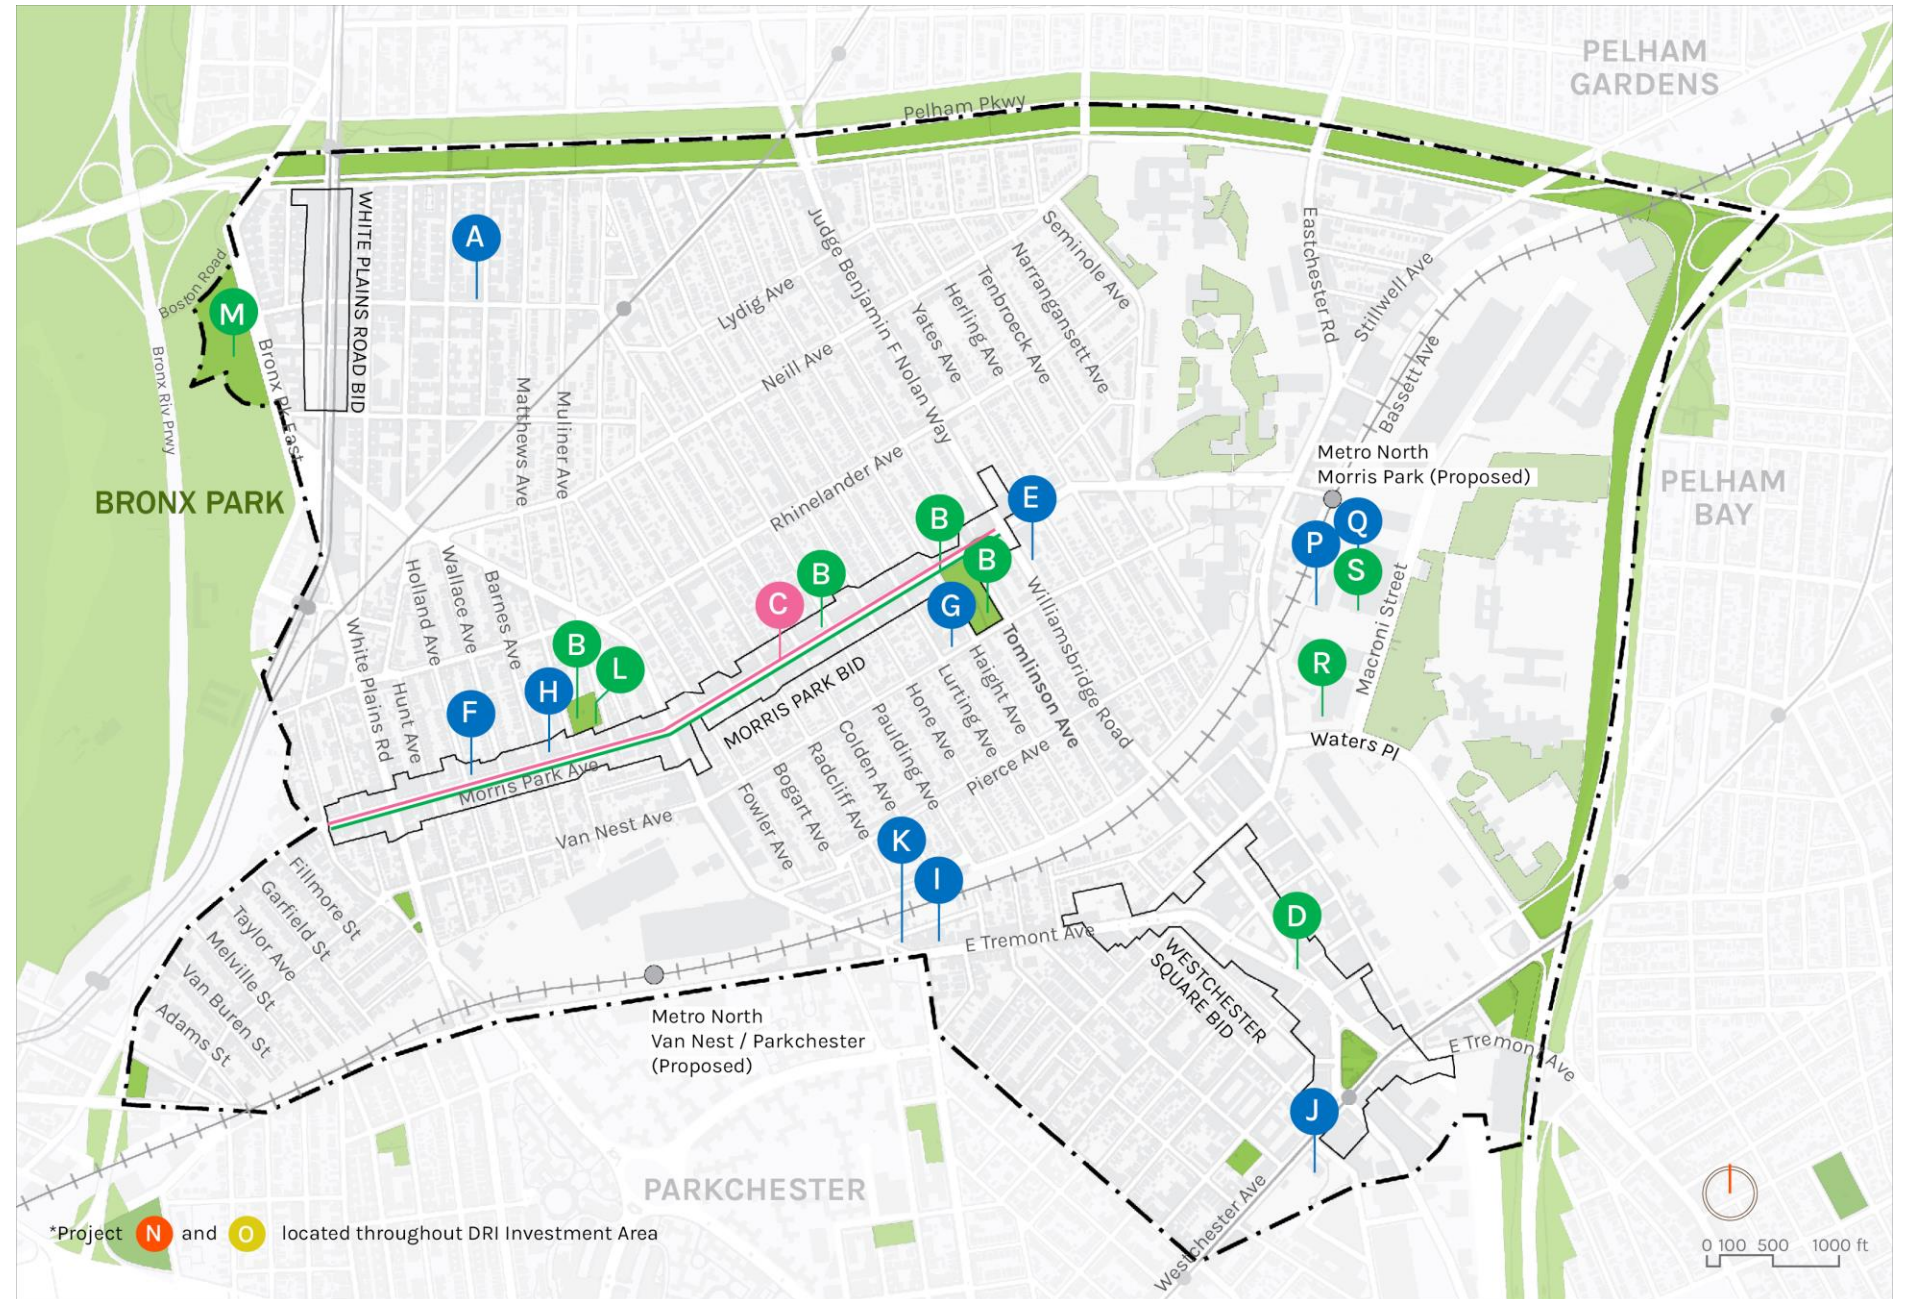 PELHAM
GARDENS
Pelham Pkwy
WHITE PLAINS ROAD BID
A
Judge Benjamin F Nolan Way
Seminole Ave
Narrangansett Ave
Tenbroeck Ave
Herling Ave
Yates Ave
Eastchester Rd
Stillwell Ave
Bassett Ave
Boston Road
M
Bronx Riv Prwy
Bronx Pk East
Lydig Ave
Neill Ave
Matthews Ave
Muliner Ave
Rhinelander Ave
BRONX PARK
Metro North
Morris Park (Proposed)
PELHAM
BAY
E
B
Q
P
B
B
S
C
G
R
Macroni Street
Holland Ave
Wallace Ave
Barnes Ave
White Plains Rd
Hunt Ave
B
L
H
F
MORRIS PARK BID
Morris Park Ave
Williamsbridge Road
Tomlinson Ave
Haight Ave
Lurting Ave
Hone Ave
Paulding Ave
Colden Ave
Radcliff Ave
Bogart Ave
Fowler Ave
Pierce Ave
Waters Pl
Van Nest Ave
K
I
D
E Tremont Ave
WESTCHESTER
SQUARE BID
Fillmore St
Garfield St
Taylor Ave
Melville St
Van Buren St
Adams St
Metro North
Van Nest / Parkchester
(Proposed)
E Tremont Ave
J
PARKCHESTER
Westchester Ave
*Project N and O located throughout DRI Investment Area
0 100 500 1000 ft